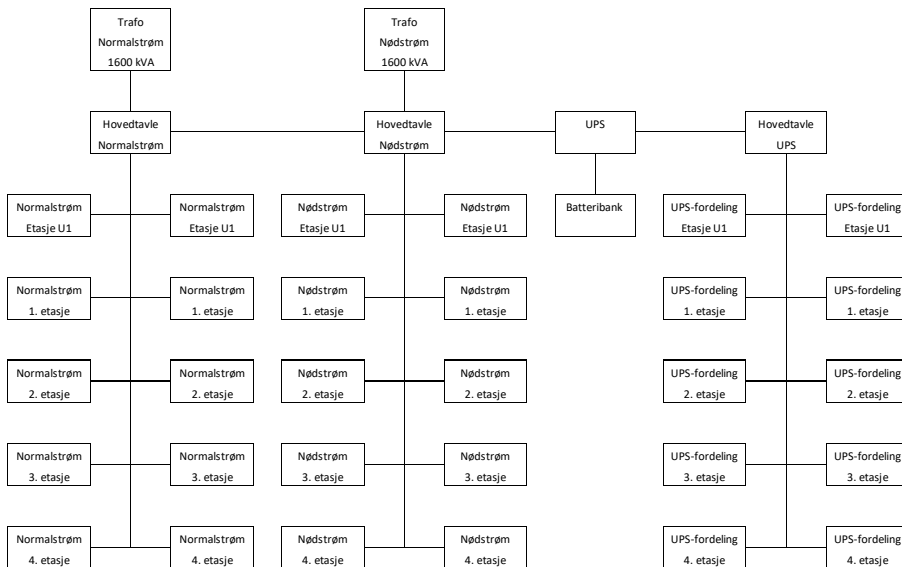 Trafo
Normalstrøm
1600 kVA
Trafo
Nødstrøm
1600 kVA
Hovedtavle
Normalstrøm
Hovedtavle
Nødstrøm
UPS
Hovedtavle
UPS
Normalstrøm
Etasje U1
Normalstrøm
Etasje U1
Nødstrøm
Etasje U1
Nødstrøm
Etasje U1
Batteribank
UPS-fordeling
Etasje U1
UPS-fordeling
Etasje U1
Normalstrøm
1. etasje
Normalstrøm
1. etasje
Nødstrøm
1. etasje
Nødstrøm
1. etasje
UPS-fordeling
1. etasje
UPS-fordeling
1. etasje
Normalstrøm
2. etasje
Normalstrøm
2. etasje
Nødstrøm
2. etasje
Nødstrøm
2. etasje
UPS-fordeling
2. etasje
UPS-fordeling
2. etasje
Normalstrøm
3. etasje
Normalstrøm
3. etasje
Nødstrøm
3. etasje
Nødstrøm
3. etasje
UPS-fordeling
3. etasje
UPS-fordeling
3. etasje
Normalstrøm
4. etasje
Normalstrøm
4. etasje
Nødstrøm
4. etasje
Nødstrøm
4. etasje
UPS-fordeling
4. etasje
UPS-fordeling
4. etasje